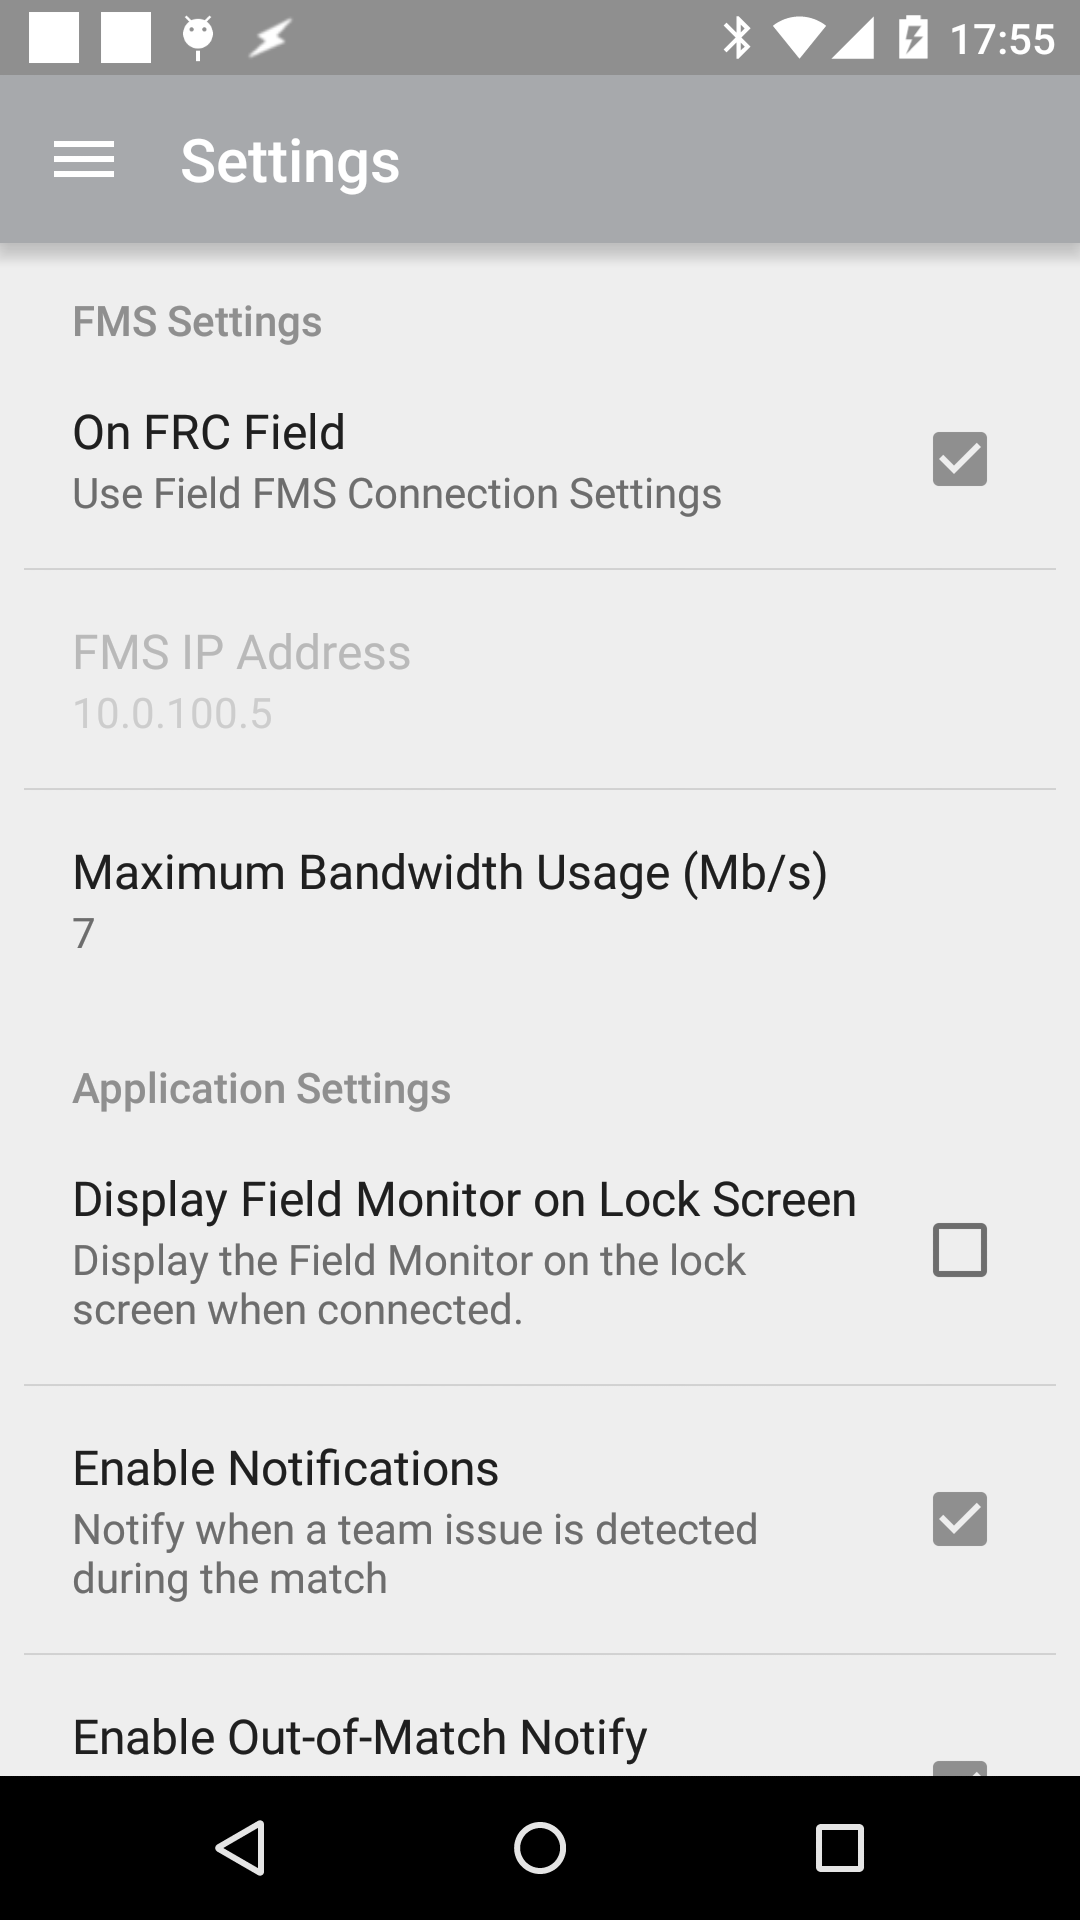 17:55
Settings
FMS Settings
On FRC Field
Use Field FMS Connection Settings
FMS IP Address
10.0.100.5
Maximum Bandwidth Usage (Mb/s)
7
Application Settings
Display Field Monitor on Lock Screen
Display the Field Monitor on the lock
screen when connected.
Enable Notifications
Notify when a team issue is detected
during the match
Enable Out-of-Match Notify